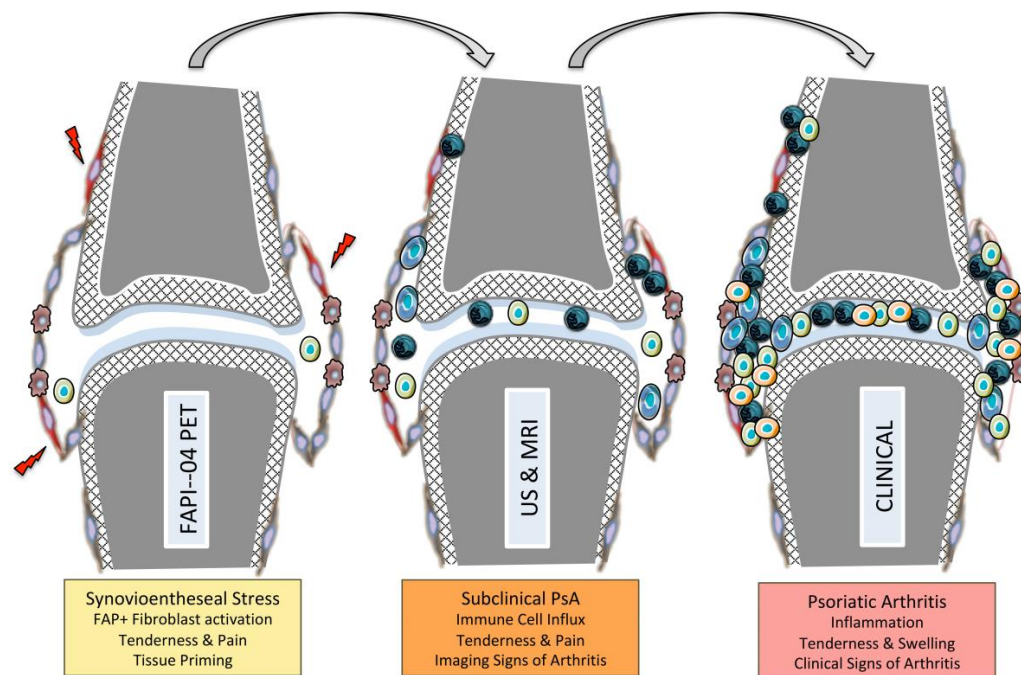 FAPI--04 PET
US & MRI
CLINICAL
Synovioentheseal Stress
FAP+ Fibroblast activation
Tenderness & Pain
Tissue Priming
Subclinical PsA
Immune Cell Influx
Tenderness & Pain
Imaging Signs of Arthritis
Psoriatic Arthritis
Inflammation
Tenderness & Swelling
Clinical Signs of Arthritis